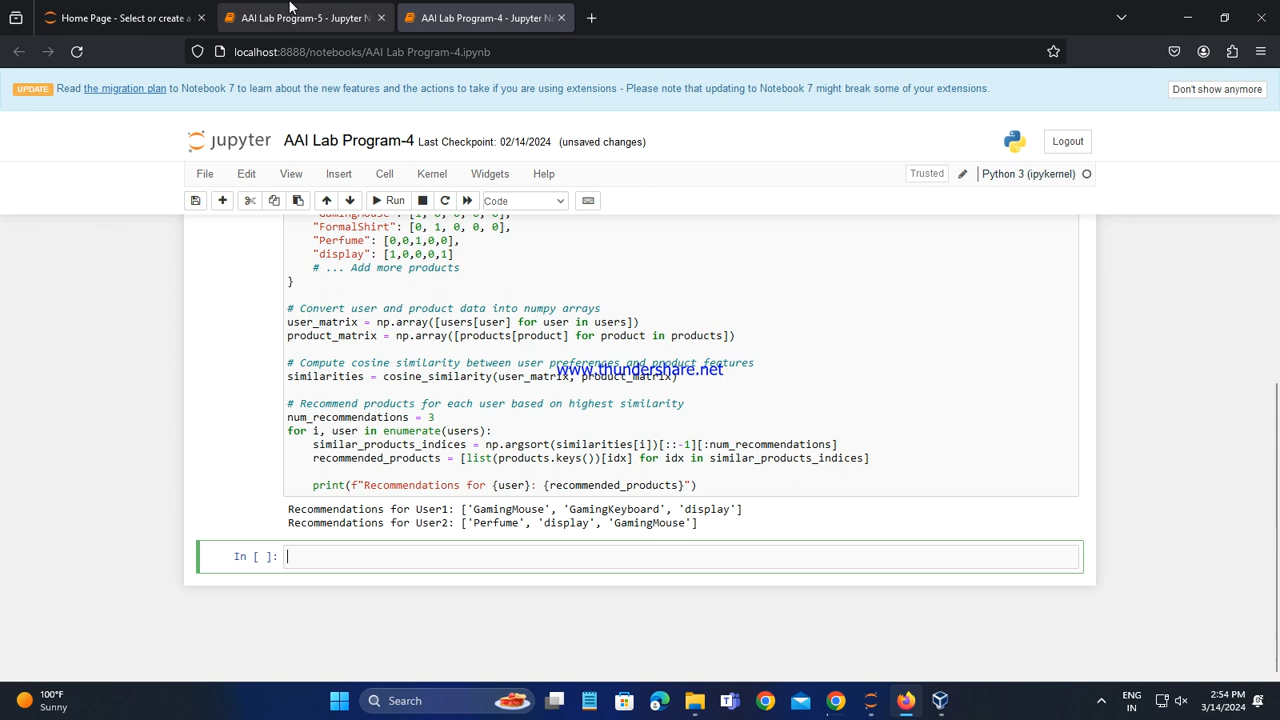 Home Page - Select or create a
AAI Lab Program-5 - Jupyter N
AAI Lab Program-4 - Jupyter No
localhost:8888/notebooks/AAI Lab Program-4.ipynb
UPDATE Read the migration plan to Notebook 7 to learn about the new features and the actions to take if you are using extensions - Please note that updating to Notebook 7 might break some of your extensions.
Don't show anymore
jupyter AAI Lab Program-4 Last Checkpoint: 02/14/2024 (unsaved changes)
Logout
File Edit View Insert Cell Kernel Widgets Help
Trusted Python 3 (ipykernel)
Run Code
"GamingMouse": [1, 0, 0, 0, 0],
"FormalShirt": [0, 1, 0, 0, 0],
"Perfume": [0,0,1,0,0],
"display": [1,0,0,0,1]
# ... Add more products
}
# Convert user and product data into numpy arrays
user_matrix = np.array([users[user] for user in users])
product_matrix = np.array([products[product] for product in products])
# Compute cosine similarity between user preferences and product features
www.thundershare.net
similarities = cosine_similarity(user_matrix, product_matrix)
# Recommend products for each user based on highest similarity
num_recommendations = 3
for i, user in enumerate(users):
similar_products_indices = np.argsort(similarities[i])[::-1][:num_recommendations]
recommended_products = [list(products.keys())[idx] for idx in similar_products_indices]
print(f"Recommendations for {user}: {recommended_products}")
Recommendations for User1: ['GamingMouse', 'GamingKeyboard', 'display']
Recommendations for User2: ['Perfume', 'display', 'GamingMouse']
In [ ]:
100°F
Sunny
Search
ENG
IN
2:54 PM
3/14/2024